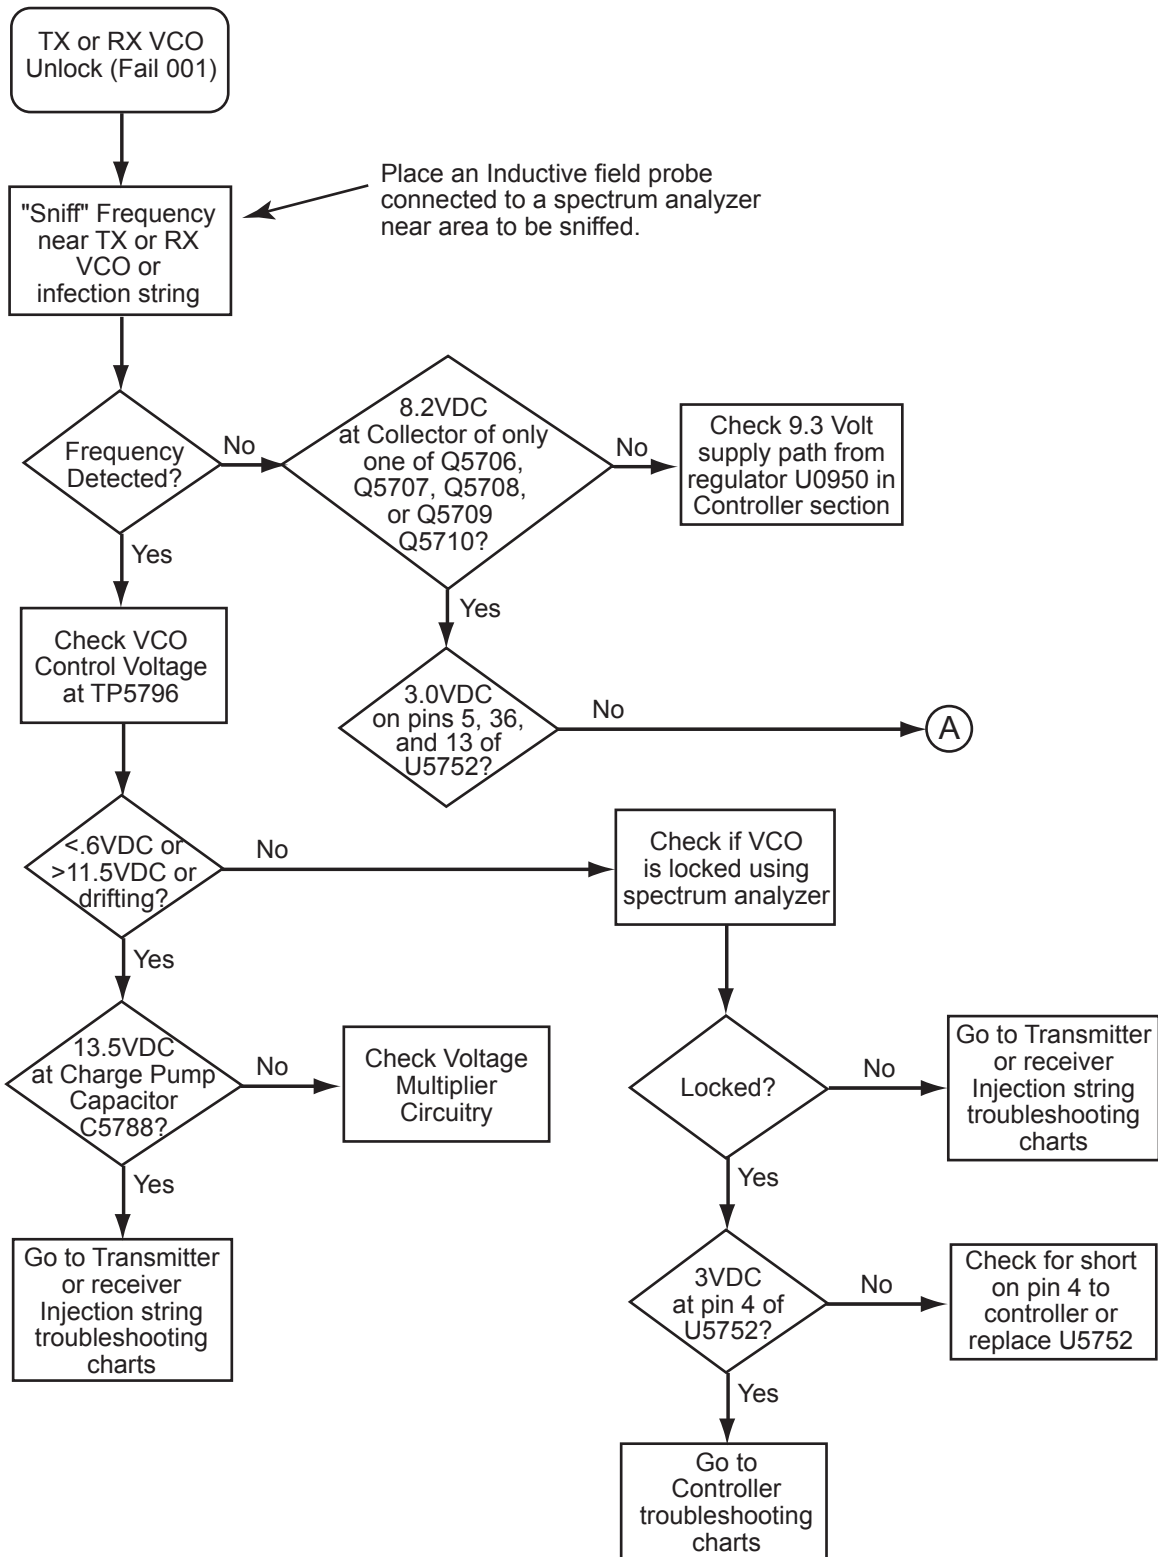 TX or RX VCO
Unlock (Fail 001)
Place an Inductive field probe
connected to a spectrum analyzer
near area to be sniffed.
"Sniff" Frequency
near TX or RX
VCO or
infection string
Frequency
Detected?
No
8.2VDC
at Collector of only
one of Q5706,
Q5707, Q5708,
or Q5709
Q5710?
No
Check 9.3 Volt
supply path from
regulator U0950 in
Controller section
Yes
Yes
Check VCO
Control Voltage
at TP5796
3.0VDC
on pins 5, 36,
and 13 of
U5752?
No
A
<.6VDC or
>11.5VDC or
drifting?
No
Check if VCO
is locked using
spectrum analyzer
Yes
13.5VDC
at Charge Pump
Capacitor
C5788?
No
Check Voltage
Multiplier
Circuitry
Locked?
No
Go to Transmitter
or receiver
Injection string
troubleshooting
charts
Yes
Yes
Go to Transmitter
or receiver
Injection string
troubleshooting
charts
3VDC
at pin 4 of
U5752?
No
Check for short
on pin 4 to
controller or
replace U5752
Yes
Go to
Controller
troubleshooting
charts